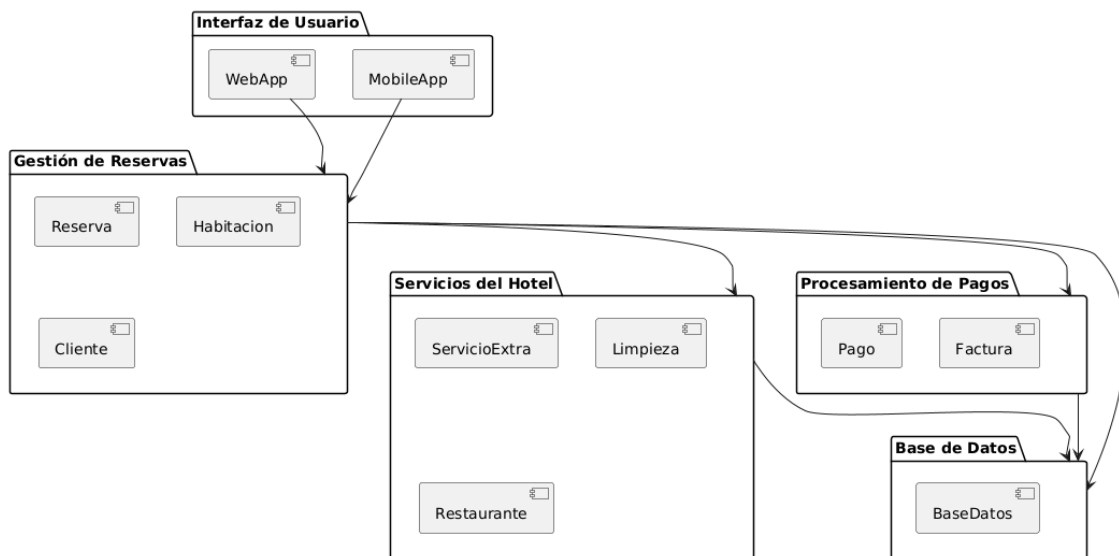 Interfaz de Usuario
WebApp
MobileApp
Gestión de Reservas
Reserva
Habitacion
Cliente
Servicios del Hotel
ServicioExtra
Limpieza
Restaurante
Procesamiento de Pagos
Pago
Factura
Base de Datos
BaseDatos